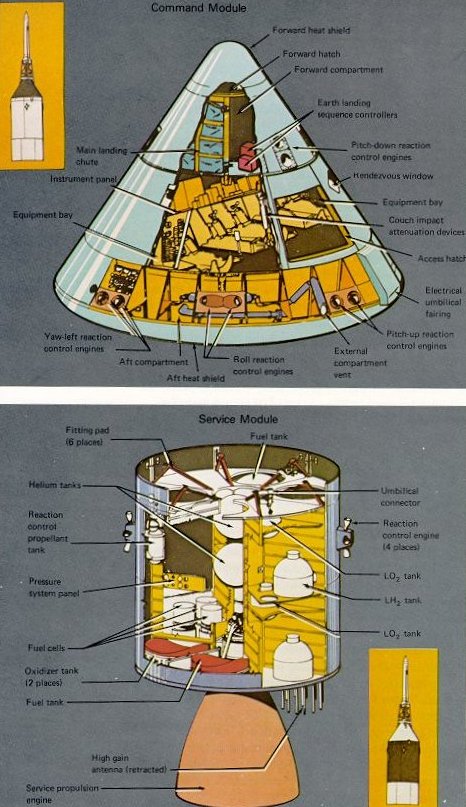 Command Module
Forward heat shield
Forward hatch
Forward compartment
Earth landing
sequence controllers
Main landing
chute
Pitch-down reaction
control engines
Instrument panel
Rendezvous window
Equipment bay
Equipment bay
Couch impact
attenuation devices
Access hatch
Electrical
umbilical
fairing
Yaw-left reaction
control engines
Aft compartment
Aft heat shield
Roll reaction
control engines
External
compartment
vent
Pitch-up reaction
control engines
Service Module
Fitting pad
(6 places)
Fuel tank
Helium tanks
Umbilical
connector
Reaction
control
propellant
tank
Reaction
control engine
(4 places)
LO₂ tank
Pressure
system panel
LH₂ tank
LO₂ tank
Fuel cells
Oxidizer tank
(2 places)
Fuel tank
High gain
antenna (retracted)
Service propulsion
engine